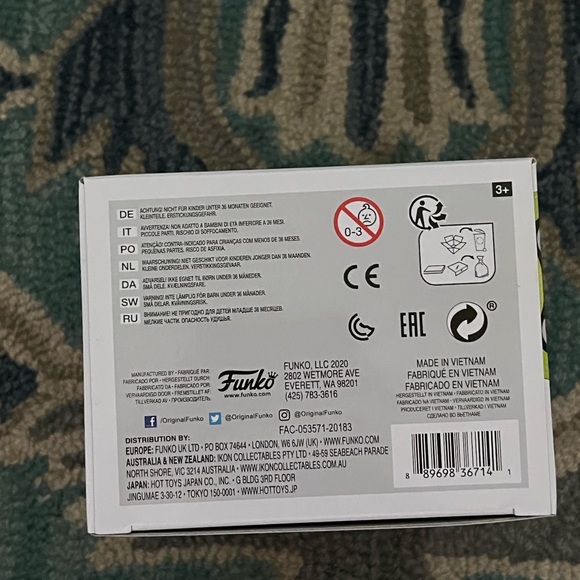 3+
DE ACHTUNG! NICHT FÜR KINDER UNTER 36 MONATEN GEEIGNET.
KLEINTEILE. ERSTICKUNGSGEFAHR.
IT AVVERTENZA! NON ADATTO A BAMBINI DI ETÀ INFERIORE A 36 MESI.
PICCOLE PARTI, RISCHIO DI SOFFOCAMENTO.
PO ATENÇÃO! CONTRA-INDICADO PARA CRIANÇAS COM MENOS DE 36 MESES.
PEQUENAS PARTES, RISCO DE ASFIXIA.
NL WAARSCHUWING! NIET GESCHIKT VOOR KINDEREN JONGER DAN 36 MAANDEN.
KLEINE ONDERDELEN. VERSTIKKINGSGEVAAR.
DA ADVARSEL! IKKE EGNET TIL BØRN UNDER 36 MÅNEDER.
SMÅ DELE. KVÆLNINGSFARE.
SW VARNING! INTE LÄMPLIG FÖR BARN UNDER 36 MÅNADER.
SMÅ DELAR, KVÄVNINGSRISK.
RU ВНИМАНИЕ! НЕ ПРИГОДНО ДЛЯ ДЕТЕЙ МЛАДШЕ 36 МЕСЯЦЕВ.
МЕЛКИЕ ЧАСТИ. ОПАСНОСТЬ УДУШЬЯ.
0-3
CE
EAC
®
MANUFACTURED BY • FABRIQUÉ PAR
FABRICADO POR • HERGESTELLT DURCH
FABRICATO DA • FABRICADO POR
VERVAARDIGD DOOR • FREMSTILLET AF
TILLVERKAD AV • ПРОИЗВОДИТЕЛЬ
Funko
www.funko.com
FUNKO, LLC 2020
2802 WETMORE AVE
EVERETT, WA 98201
(425) 783-3616
MADE IN VIETNAM
FABRIQUÉ EN VIETNAM
FABRICADO EN VIETNAM
FABRICADO NA VIETNAM • HERGESTELLT IN VIETNAM
FABBRICATO IN VIETNAM • VERVAARDIGD IN VIETNAM
PRODUCERET I VIETNAM • TILLVERKAD I VIETNAM
СДЕЛАНО ВО ВЬЕТНАМЕ
/OriginalFunko @OriginalFunko @OriginalFunko
FAC-053571-20183
DISTRIBUTION BY:
EUROPE: FUNKO UK LTD • PO BOX 74644 • LONDON, W6 6JW (UK) • WWW.FUNKO.COM
AUSTRALIA & NEW ZEALAND: IKON COLLECTABLES PTY LTD • 49-59 SEABEACH PARADE
NORTH SHORE, VIC 3214 AUSTRALIA • WWW.IKONCOLLECTABLES.COM.AU
JAPAN: HOT TOYS JAPAN CO., INC. • G BLDG 3RD FLOOR
JINGUMAE 3-30-12 • TOKYO 150-0001 • WWW.HOTTOYS.JP
8 89698 36714 1